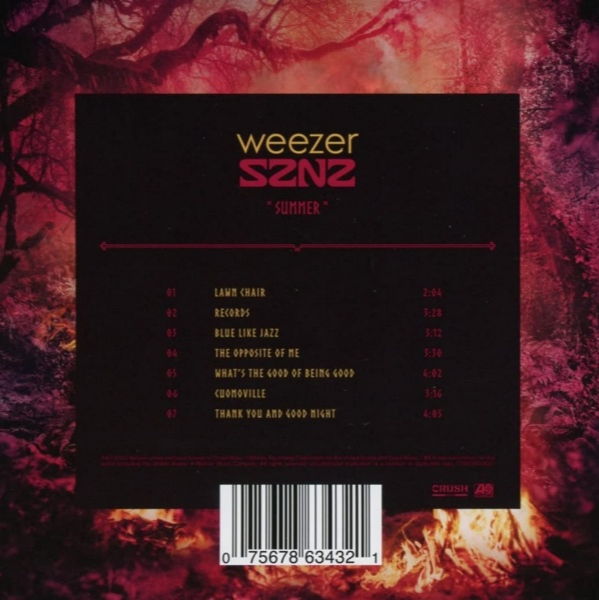 weezer
SZNZ
"SUMMER"
01 LAWN CHAIR 2:04
02 RECORDS 3:28
03 BLUE LIKE JAZZ 3:12
04 THE OPPOSITE OF ME 3:30
05 WHAT'S THE GOOD OF BEING GOOD 4:02
06 CUOMOVILLE 3:36
07 THANK YOU AND GOOD NIGHT 4:05
CRUSH
0 75678 63432 1